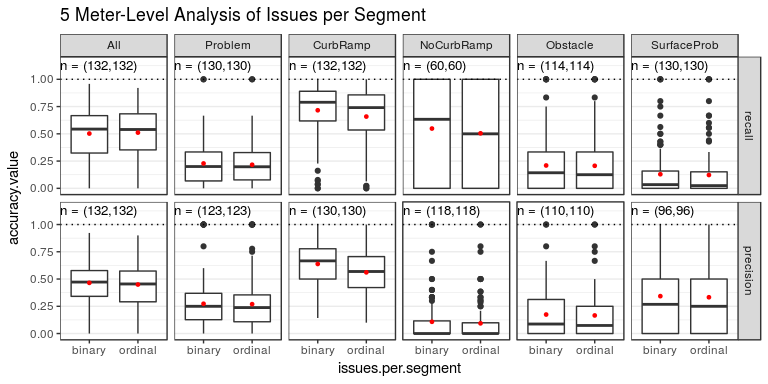 5 Meter-Level Analysis of Issues per Segment
All Problem CurbRamp NoCurbRamp Obstacle SurfaceProb
n = (132,132) n = (130,130) n = (132,132) n = (60,60) n = (114,114) n = (130,130)
1.00
0.75
0.50
0.25
0.00
recall
n = (132,132) n = (123,123) n = (130,130) n = (118,118) n = (110,110) n = (96,96)
1.00
0.75
0.50
0.25
0.00
precision
accuracy.value
binary ordinal binary ordinal binary ordinal binary ordinal binary ordinal binary ordinal
issues.per.segment